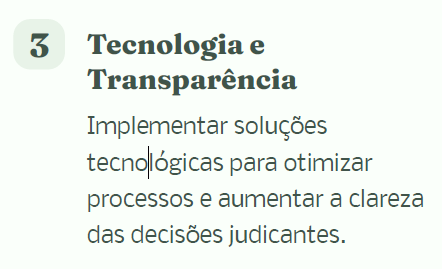 3
Tecnologia e
Transparência
Implementar soluções
tecnológicas para otimizar
processos e aumentar a clareza
das decisões judicantes.